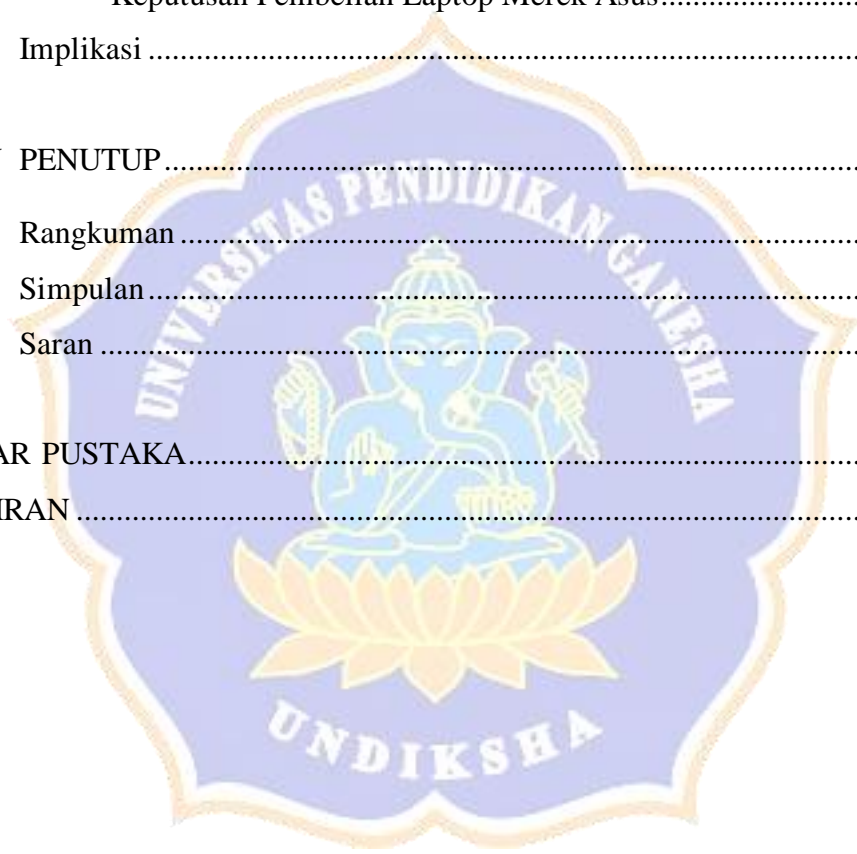 Keputusan Pembelian Laptop Merek Asus
Implikasi
PENUTUP
Rangkuman
Simpulan
Saran
AR PUSTAKA
IRAN
UNIVERSITAS PENDIDIKAN GANESHA
UNDIKSHA